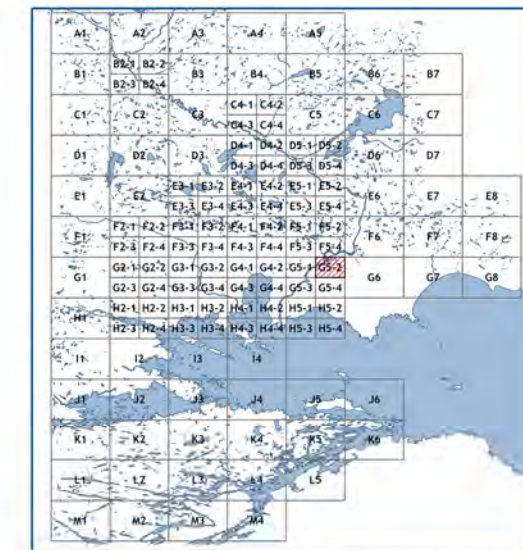 A1 A2 A3 A4 A5
B2-1 B2-2
B1 B3 B4 B5 B6 B7
B2-3 B2-4
C4-1 C4-2
C1 C2 C3 C5 C6 C7
C4-3 C4-4
D4-1 D4-2 D5-1 D5-2
D1 D2 D3 D6 D7
D4-3 D4-4 D5-3 D5-4
E3-1 E3-2 E4-1 E4-2 E5-1 E5-2
E1 E2 E6 E7 E8
E3-3 E3-4 E4-3 E4-4 E5-3 E5-4
F2-1 F2-2 F3-1 F3-2 F4-1 F4-2 F5-1 F5-2
F1 F6 F7 F8
F2-3 F2-4 F3-3 F3-4 F4-3 F4-4 F5-3 F5-4
G2-1 G2-2 G3-1 G3-2 G4-1 G4-2 G5-1 G5-2
G1 G6 G7 G8
G2-3 G2-4 G3-3 G3-4 G4-3 G4-4 G5-3 G5-4
H2-1 H2-2 H3-1 H3-2 H4-1 H4-2 H5-1 H5-2
H1
H2-3 H2-4 H3-3 H3-4 H4-3 H4-4 H5-3 H5-4
I1 I2 I3 I4
J1 J2 J3 J4 J5 J6
K1 K2 K3 K4 K5 K6
L1 L2 L3 L4 L5
M1 M2 M3 M4